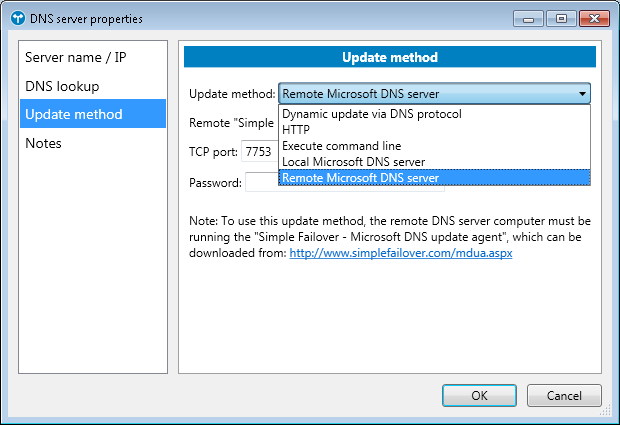 DNS server properties
Server name / IP
DNS lookup
Update method
Notes
Update method
Update method: Remote Microsoft DNS server
Dynamic update via DNS protocol
HTTP
Execute command line
Local Microsoft DNS server
Remote Microsoft DNS server
Remote "Simple
TCP port: 7753
Password:
Note: To use this update method, the remote DNS server computer must be
running the "Simple Failover - Microsoft DNS update agent", which can be
downloaded from: http://www.simplefailover.com/mdua.aspx
OK Cancel